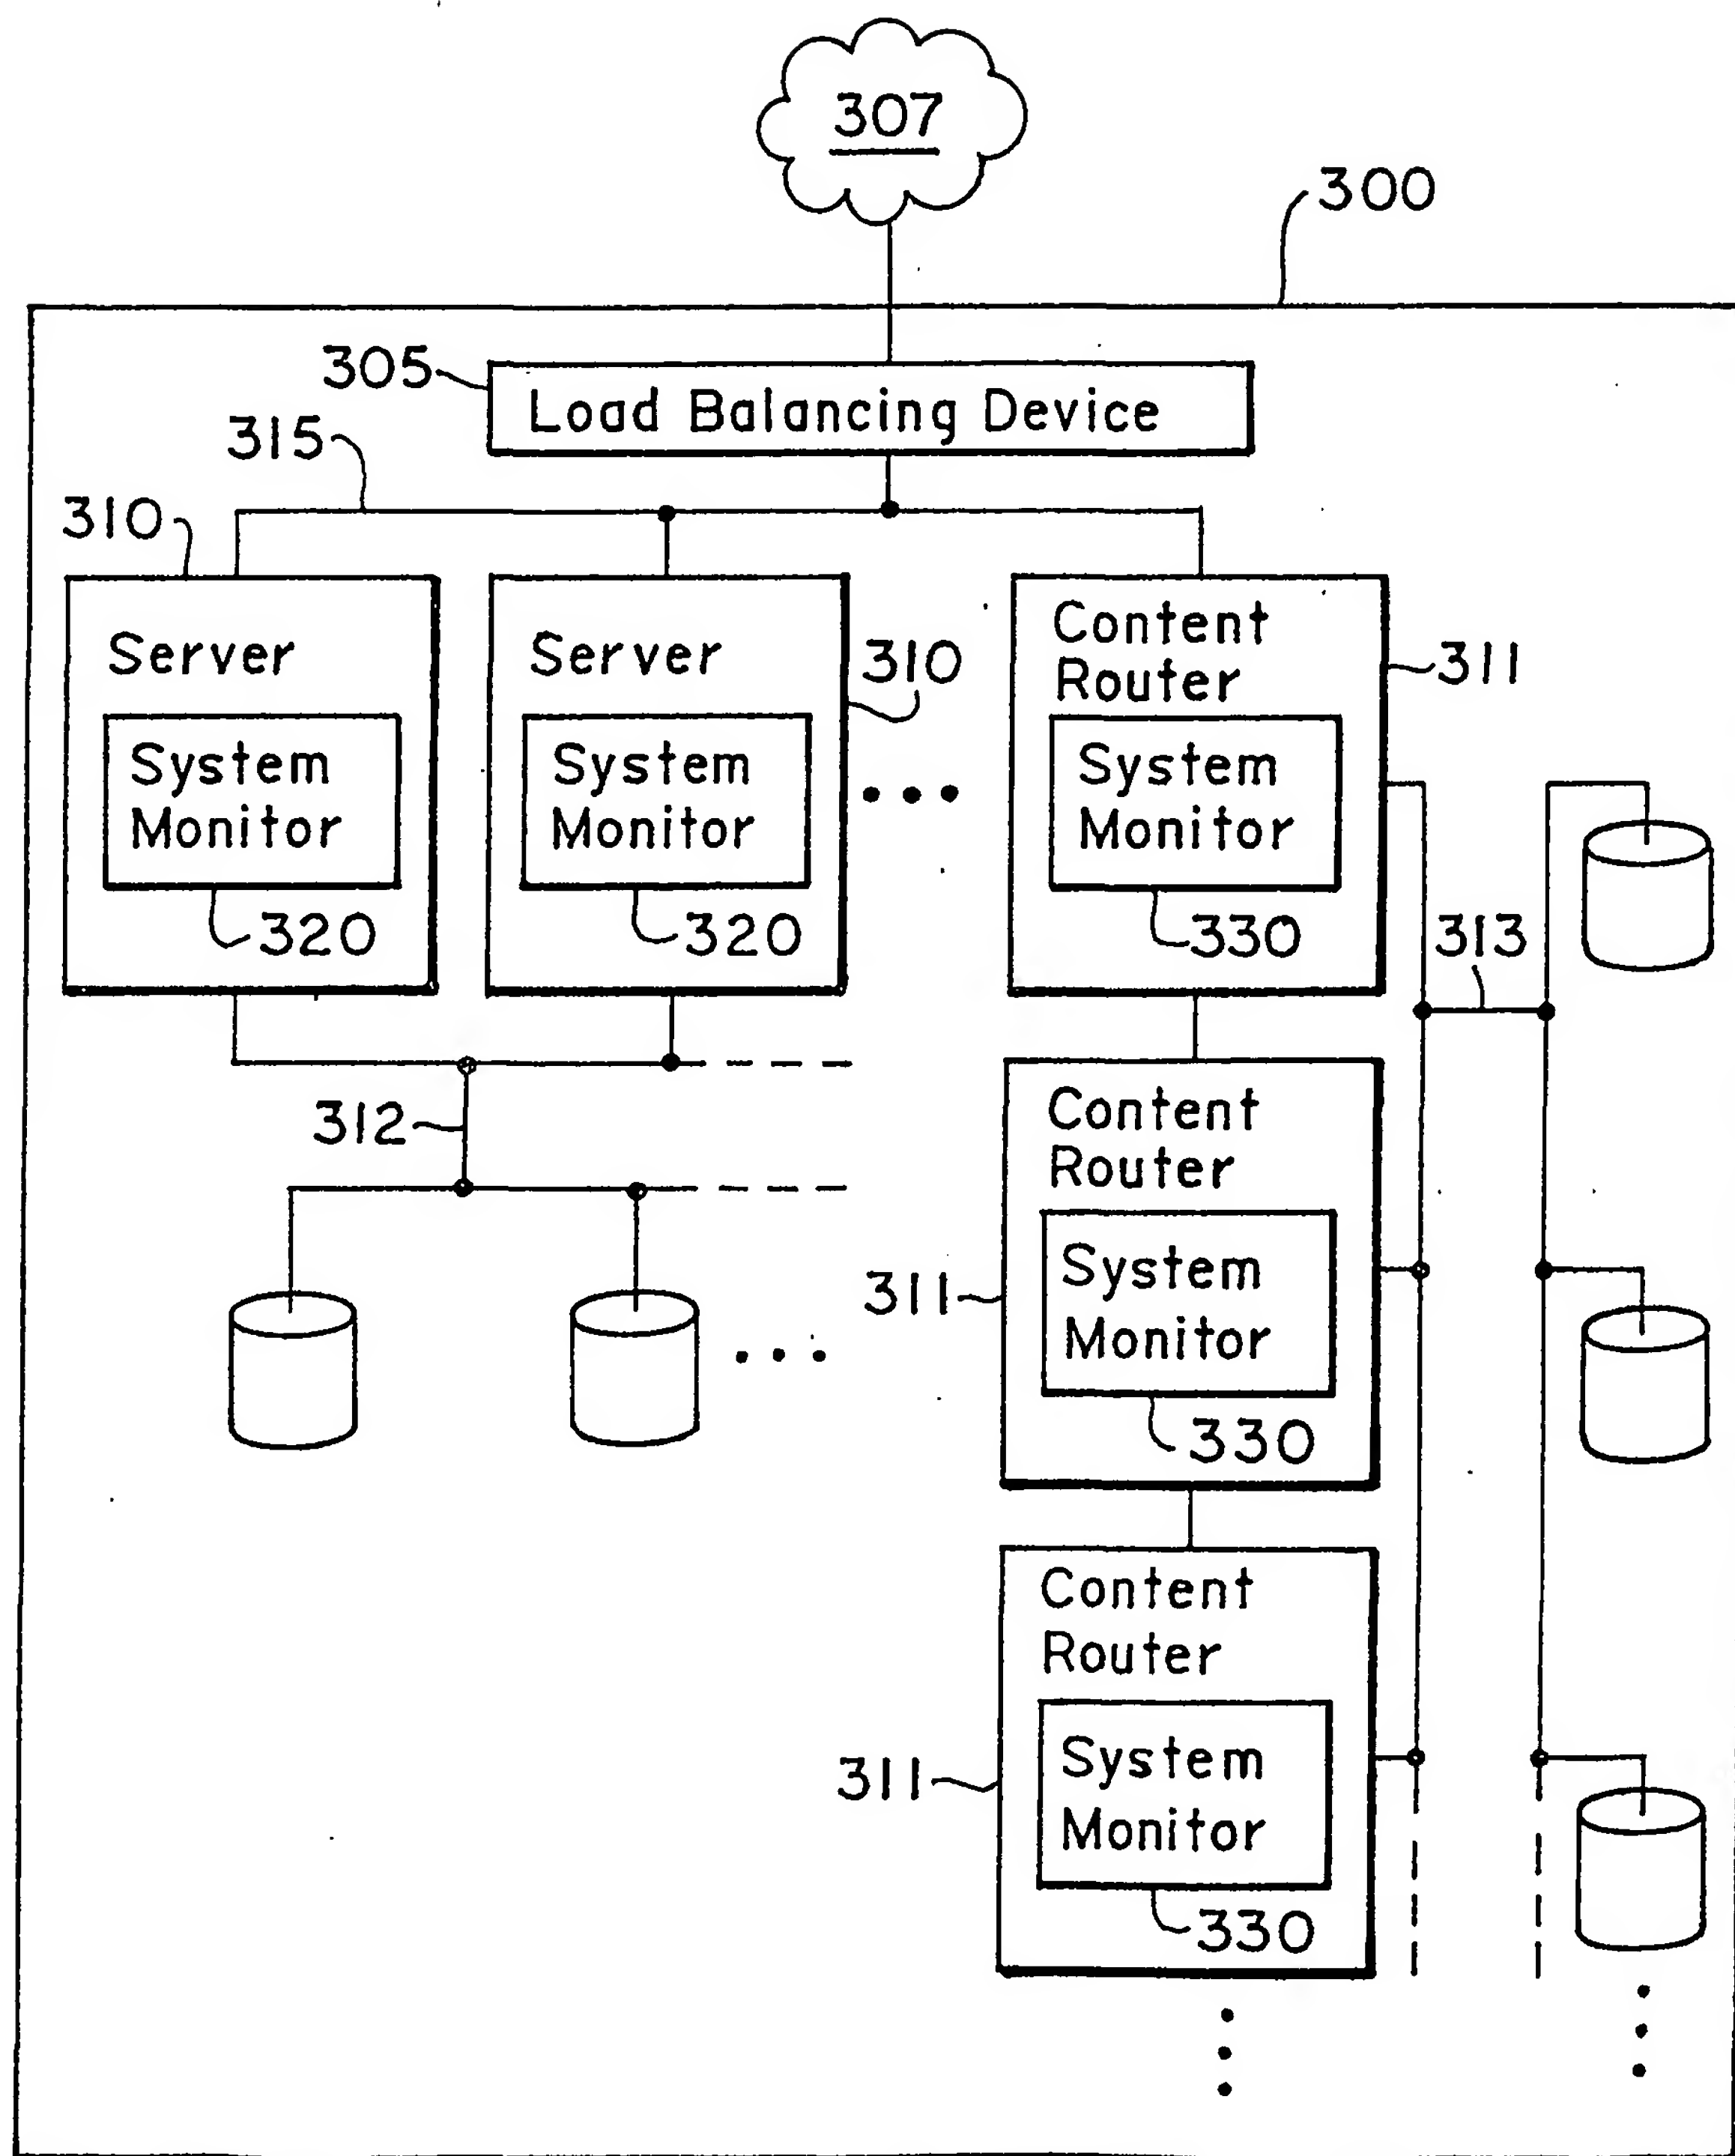 307
300
305
Load Balancing Device
315
310
Server
System
Monitor
320
Server
310
System
Monitor
320
Content
Router
311
System
Monitor
330
313
312
Content
Router
311
System
Monitor
330
Content
Router
311
System
Monitor
330